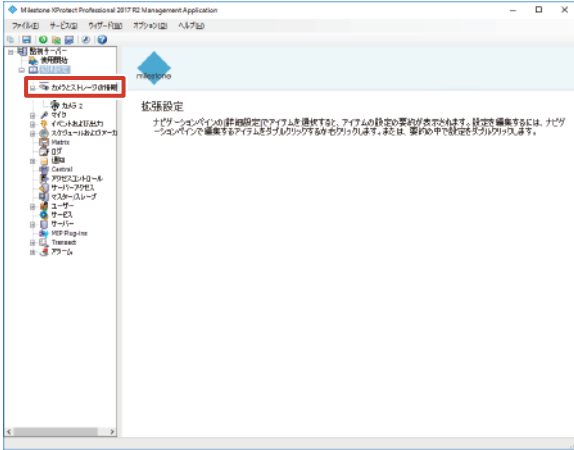 Milestone XProtect Professional 2017 R2 Management Application
ファイル(E) サービス(S) ウィザード(W) オプション(O) ヘルプ(H)
監視サーバー
使用開始
カメラとストレージの情報
カメラ 2
マイク
イベントおよび出力
スケジュールおよびアーカ
Matrix
ログ
通知
Central
アクセスコントロール
サーバーアクセス
マスター/スレーブ
ユーザー
サービス
サーバー
MIP Plug-ins
Transact
アラーム
milestone
拡張設定
ナビゲーションペインの[詳細設定]でアイテムを選択すると、アイテムの設定の要約が表示されます。設定を編集するには、ナビゲ
ーションペインで編集するアイテムをダブルクリックするか右クリックします。または、要約の中で設定をダブルクリックします。